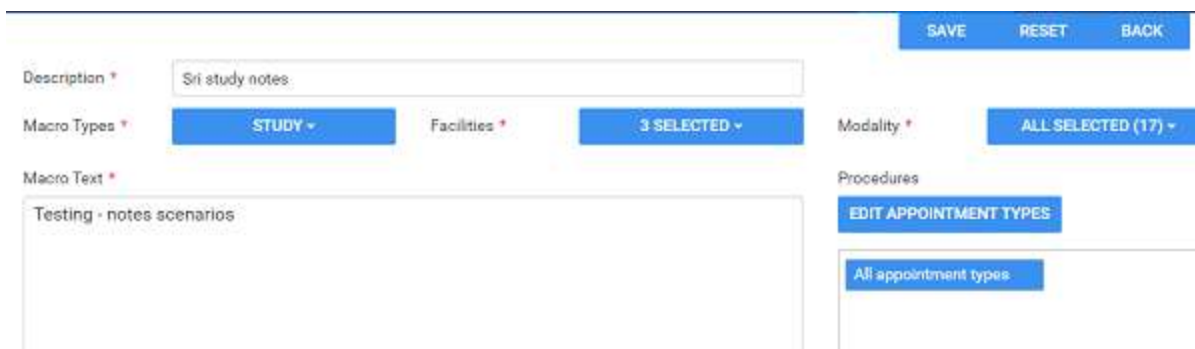 SAVE RESET BACK
Description * Sri study notes
Macro Types * STUDY Facilities * 3 SELECTED Modality * ALL SELECTED (17)
Macro Text * Procedures
Testing - notes scenarios EDIT APPOINTMENT TYPES
All appointment types